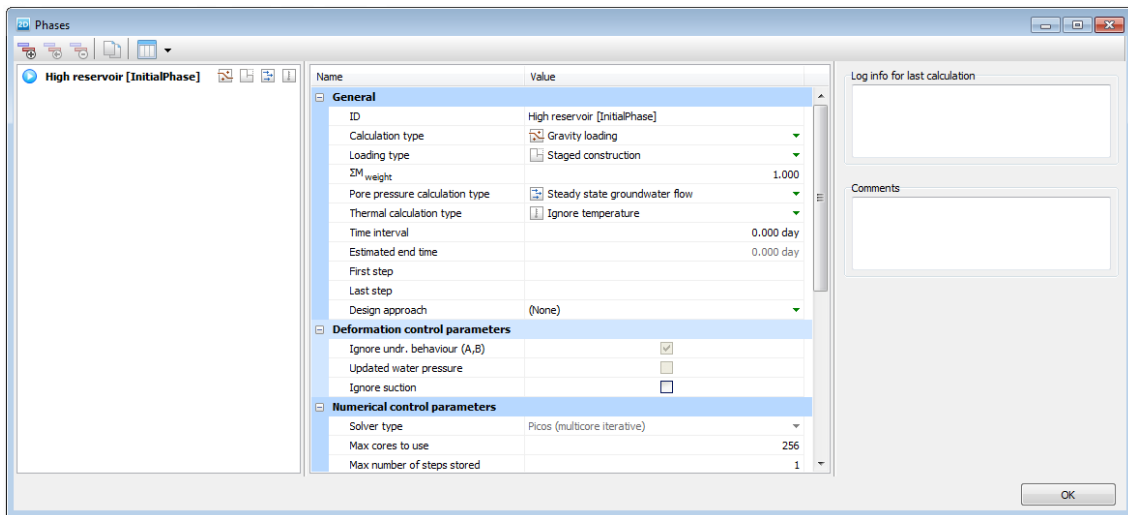 2D Phases
High reservoir [InitialPhase]
Name Value
General
ID High reservoir [InitialPhase]
Calculation type Gravity loading
Loading type Staged construction
ΣM weight 1.000
Pore pressure calculation type Steady state groundwater flow
Thermal calculation type Ignore temperature
Time interval 0.000 day
Estimated end time 0.000 day
First step
Last step
Design approach (None)
Deformation control parameters
Ignore undr. behaviour (A,B)
Updated water pressure
Ignore suction
Numerical control parameters
Solver type Picos (multicore iterative)
Max cores to use 256
Max number of steps stored 1
Log info for last calculation
Comments
OK